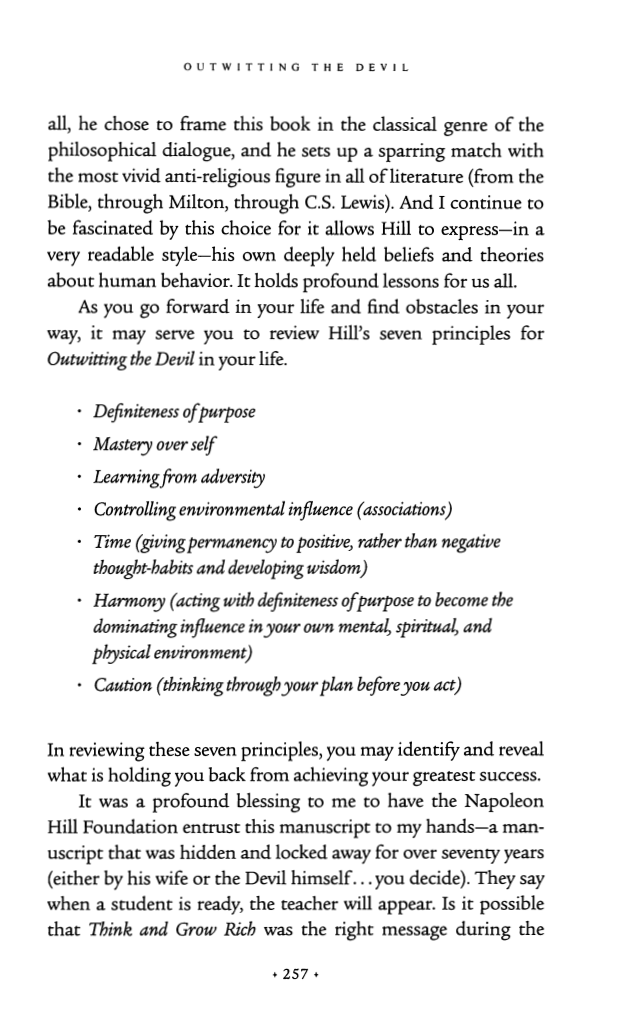 OUTWITTING THE DEVIL
all, he chose to frame this book in the classical genre of the
philosophical dialogue, and he sets up a sparring match with
the most vivid anti-religious figure in all of literature (from the
Bible, through Milton, through C.S. Lewis). And I continue to
be fascinated by this choice for it allows Hill to express—in a
very readable style—his own deeply held beliefs and theories
about human behavior. It holds profound lessons for us all.
As you go forward in your life and find obstacles in your
way, it may serve you to review Hill's seven principles for
Outwitting the Devil in your life.
• Definiteness of purpose
• Mastery over self
• Learning from adversity
• Controlling environmental influence (associations)
• Time (giving permanency to positive, rather than negative
thought-habits and developing wisdom)
• Harmony (acting with definiteness of purpose to become the
dominating influence in your own mental, spiritual, and
physical environment)
• Caution (thinking through your plan before you act)
In reviewing these seven principles, you may identify and reveal
what is holding you back from achieving your greatest success.
It was a profound blessing to me to have the Napoleon
Hill Foundation entrust this manuscript to my hands—a man-
uscript that was hidden and locked away for over seventy years
(either by his wife or the Devil himself...you decide). They say
when a student is ready, the teacher will appear. Is it possible
that Think and Grow Rich was the right message during the
• 257 •